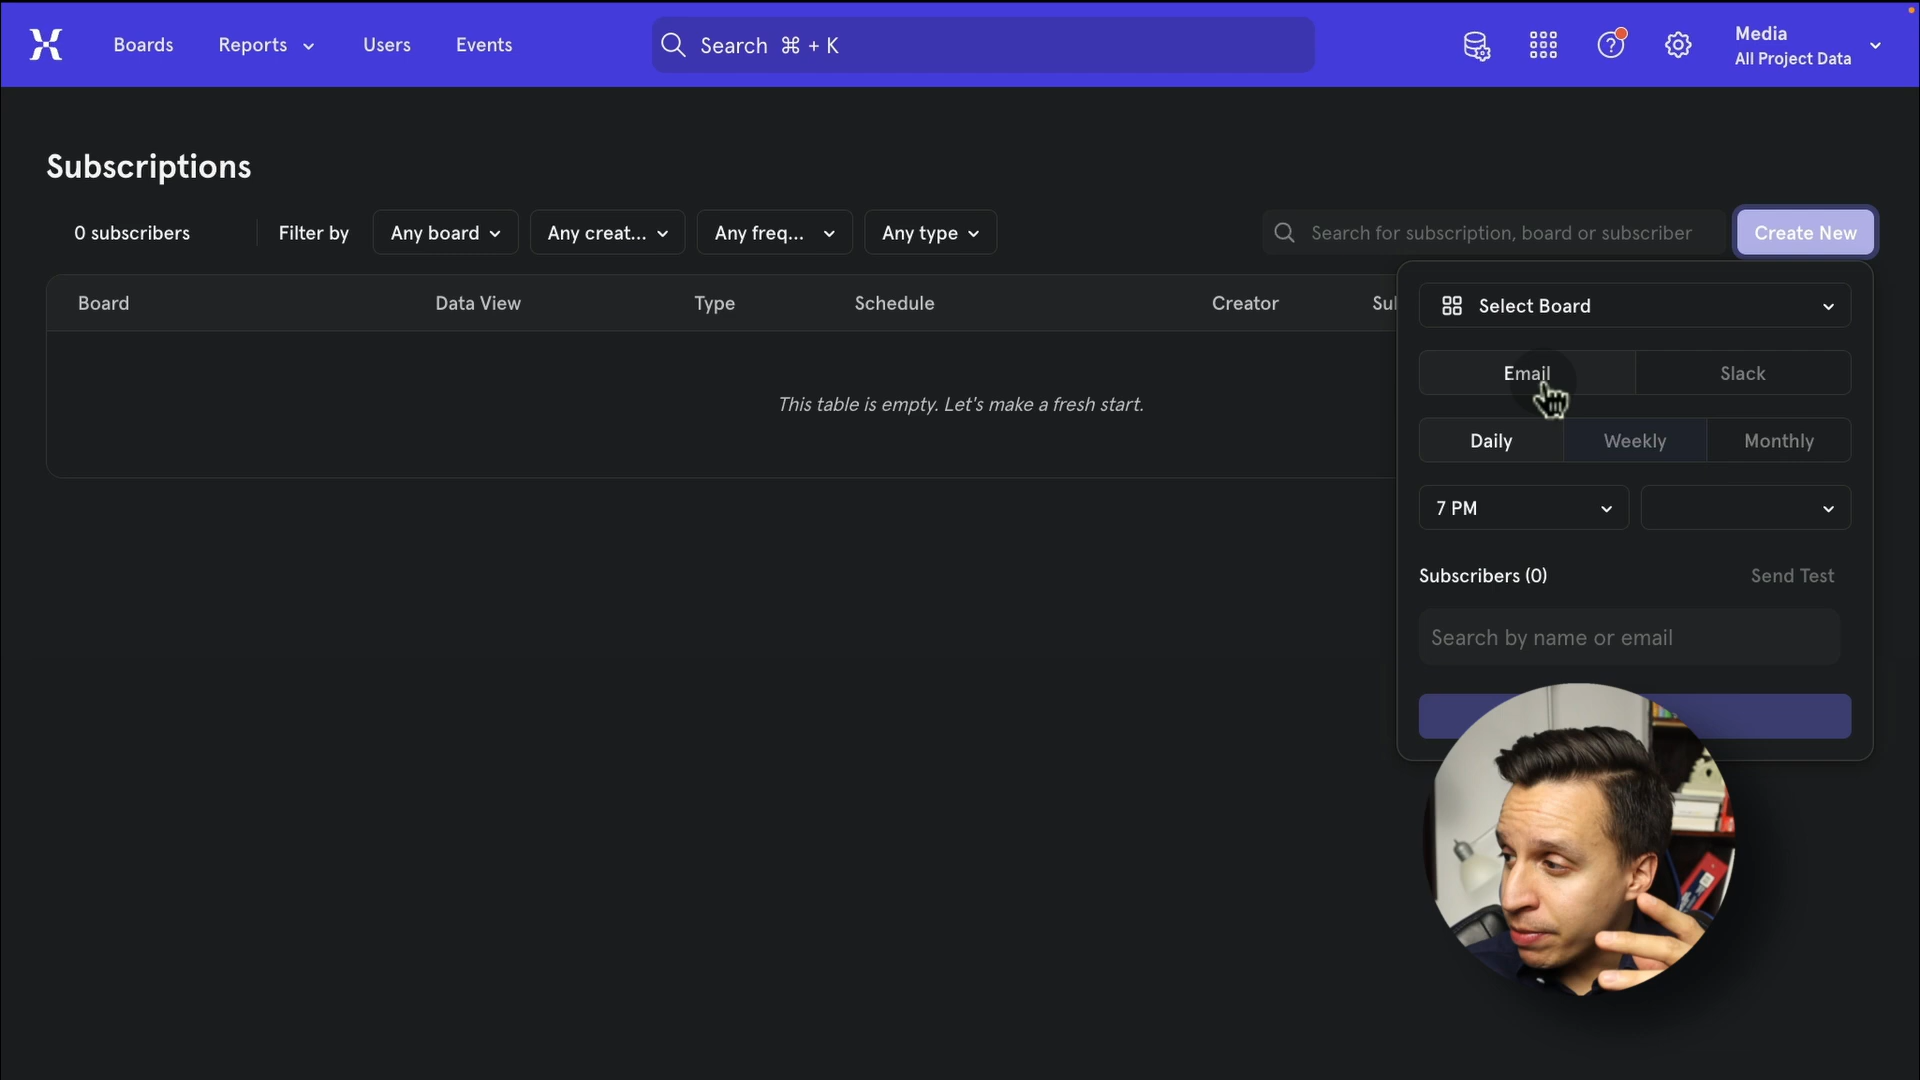 Boards
Reports
Users
Events
Search ⌘ + K
Media
All Project Data
Subscriptions
0 subscribers
Filter by
Any board
Any creat...
Any freq...
Any type
Search for subscription, board or subscriber
Create New
Board
Data View
Type
Schedule
Creator
This table is empty. Let's make a fresh start.
Select Board
Email
Slack
Daily
Weekly
Monthly
7 PM
Subscribers (0)
Send Test
Search by name or email